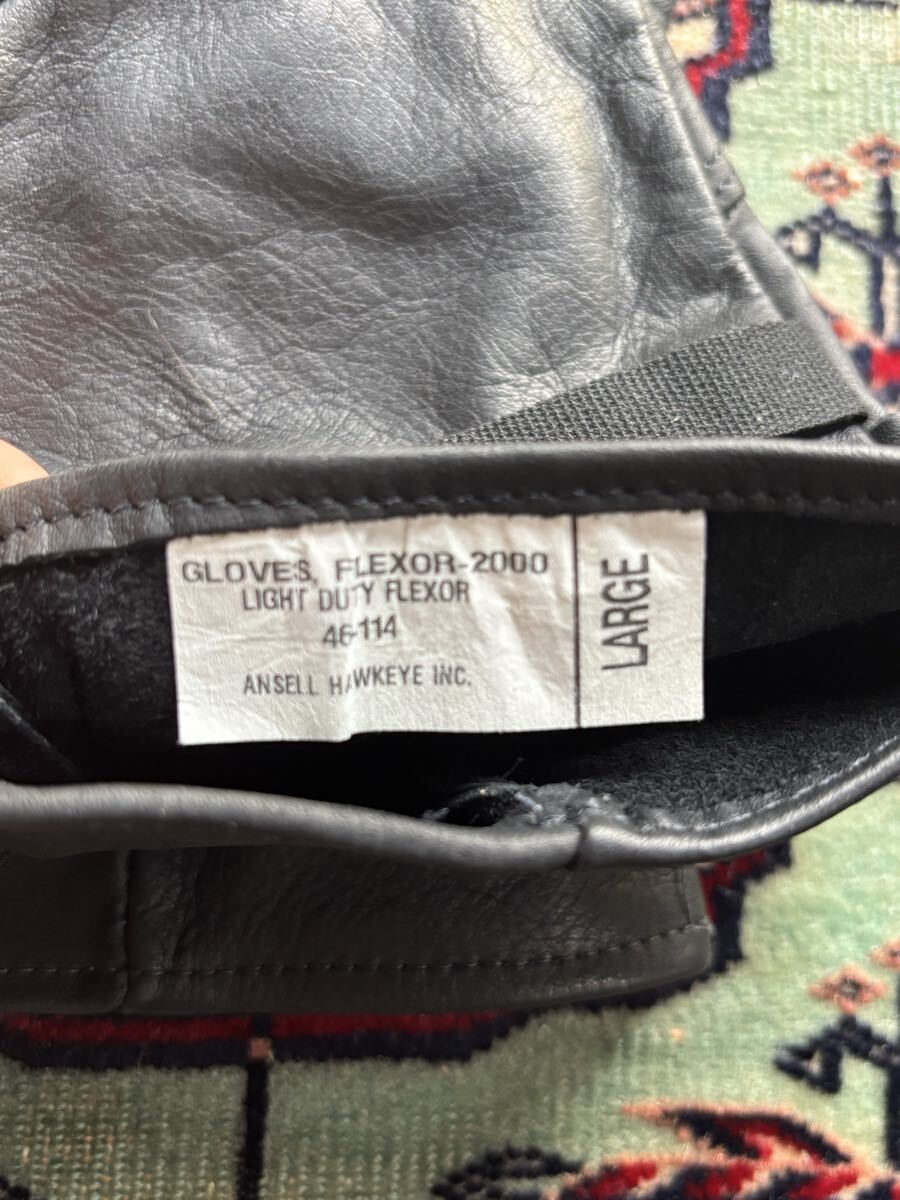 GLOVES, FLEXOR-2000
LIGHT DUTY FLEXOR
46-114
ANSELL HAWKEYE INC.
LARGE